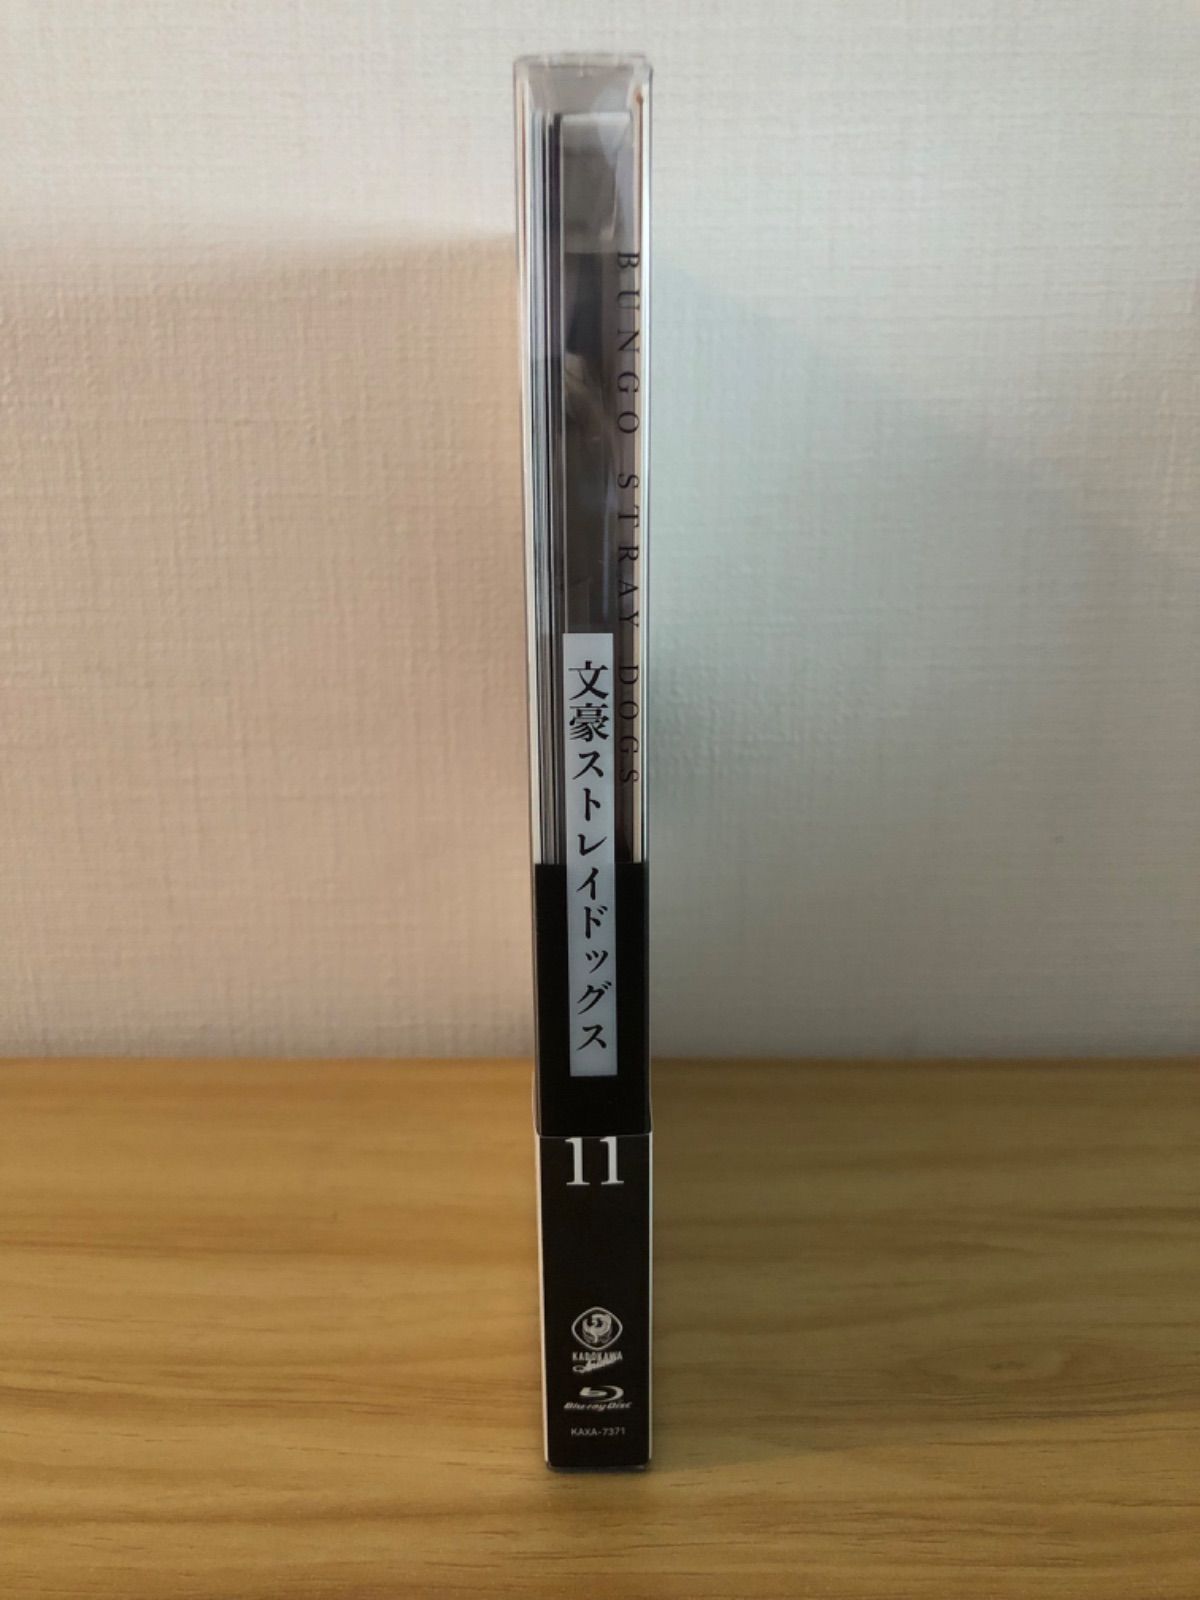 BUNGO STRAY DOGS
文豪ストレイドッグス
11
KADOKAWA
Blu-ray Disc
KAXA-7371